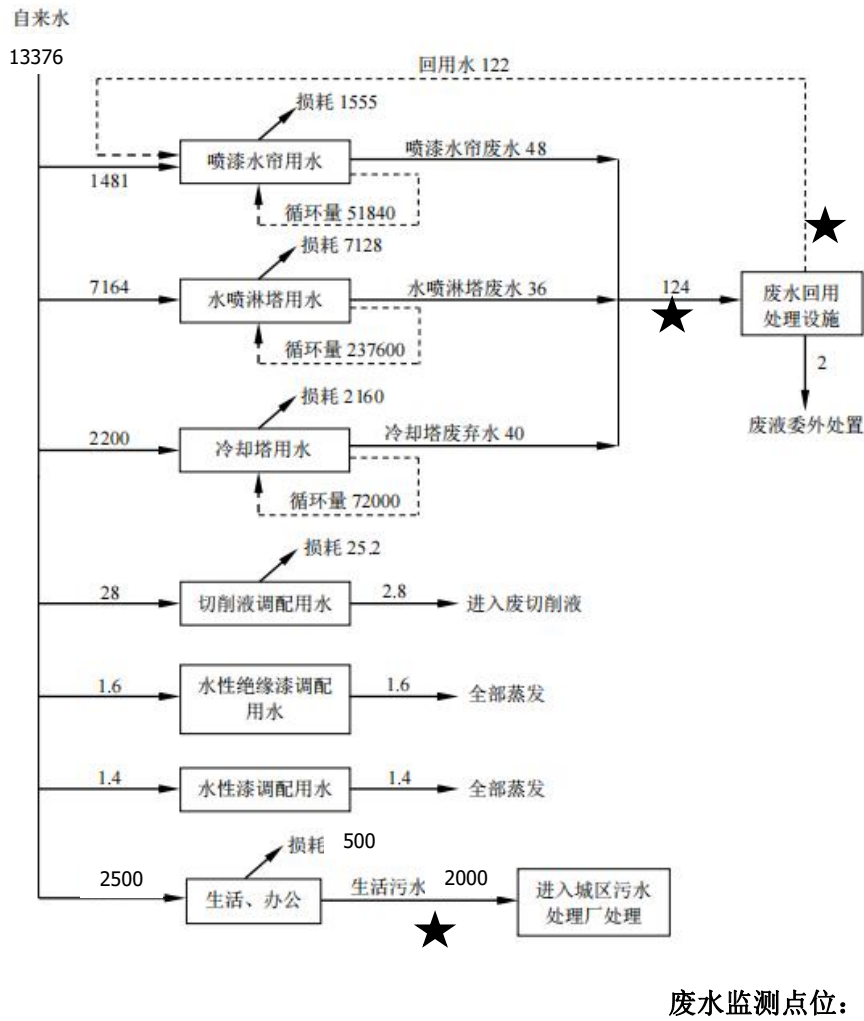 自来水
13376
回用水 122
损耗 1555
喷漆水帘用水
喷漆水帘废水 48
1481
循环量 51840
损耗 7128
7164
水喷淋塔用水
水喷淋塔废水 36
124
废水回用
处理设施
循环量 237600
2
损耗 2160
废液委外处置
2200
冷却塔用水
冷却塔废弃水 40
循环量 72000
损耗 25.2
28
切削液调配用水
2.8
进入废切削液
1.6
水性绝缘漆调配
用水
1.6
全部蒸发
1.4
水性漆调配用水
1.4
全部蒸发
损耗 500
2500
生活、办公
生活污水 2000
进入城区污水
处理厂处理
废水监测点位：